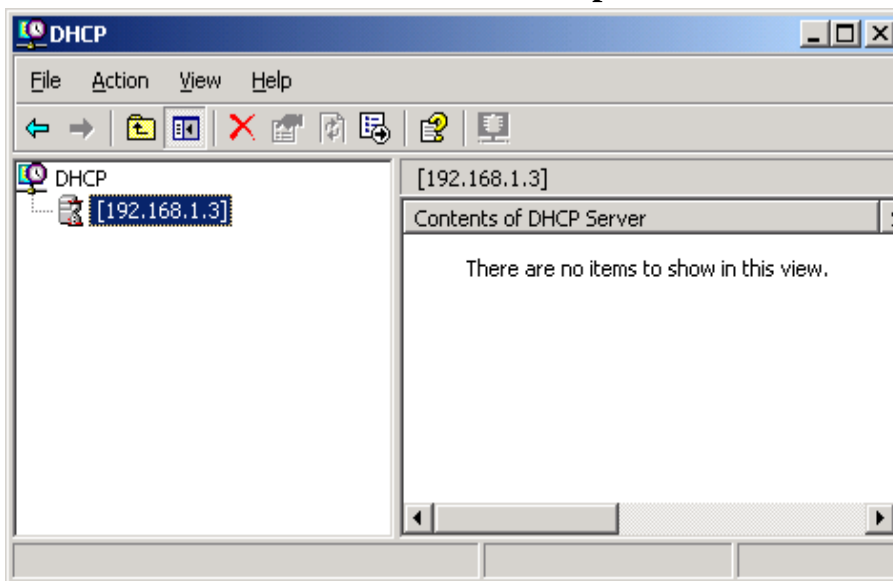 DHCP
File Action View Help
DHCP
[192.168.1.3]
[192.168.1.3]
Contents of DHCP Server
There are no items to show in this view.